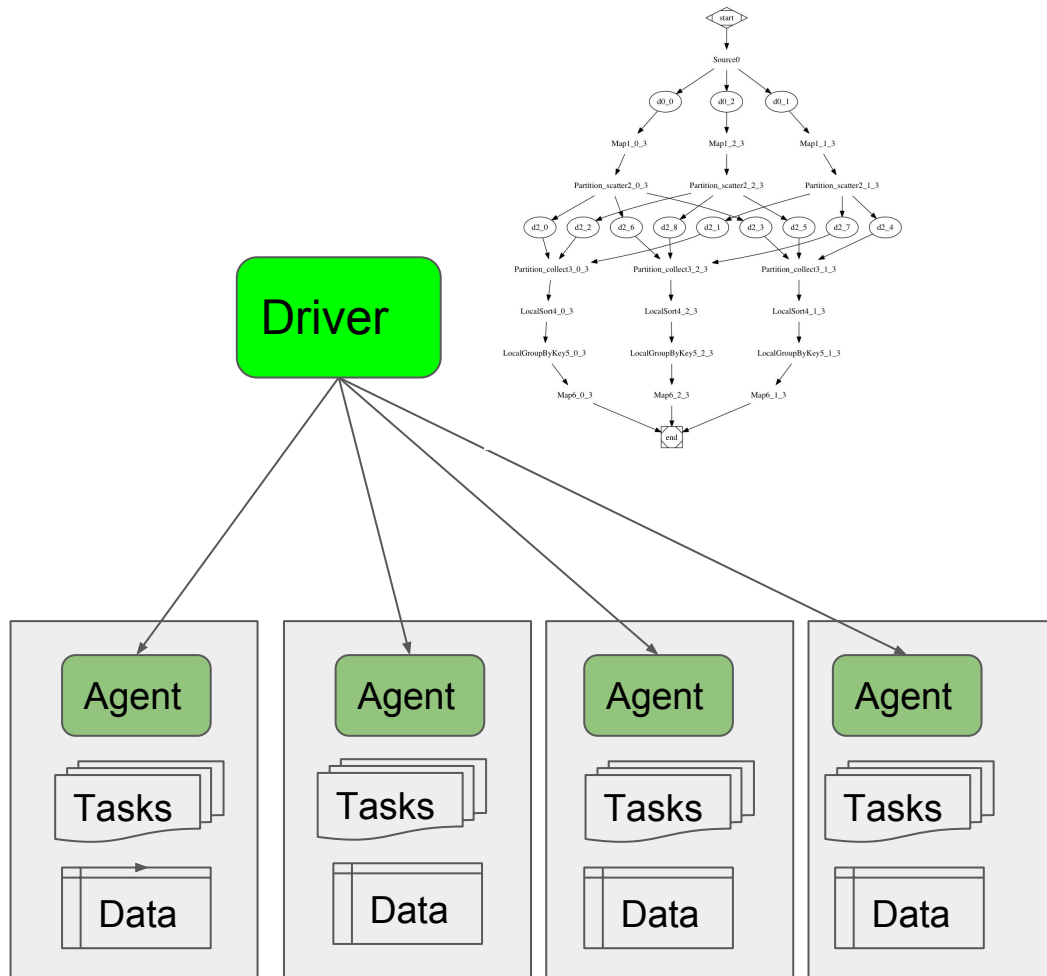 start
Source0
d0_0 d0_2 d0_1
Map1_0_3 Map1_2_3 Map1_1_3
Partition_scatter2_0_3 Partition_scatter2_2_3 Partition_scatter2_1_3
d2_0 d2_2 d2_6 d2_8 d2_1 d2_3 d2_5 d2_7 d2_4
Partition_collect3_0_3 Partition_collect3_2_3 Partition_collect3_1_3
LocalSort4_0_3 LocalSort4_2_3 LocalSort4_1_3
LocalGroupByKey5_0_3 LocalGroupByKey5_2_3 LocalGroupByKey5_1_3
Map6_0_3 Map6_2_3 Map6_1_3
end
Driver
Agent Agent Agent Agent
Tasks Tasks Tasks Tasks
Data Data Data Data